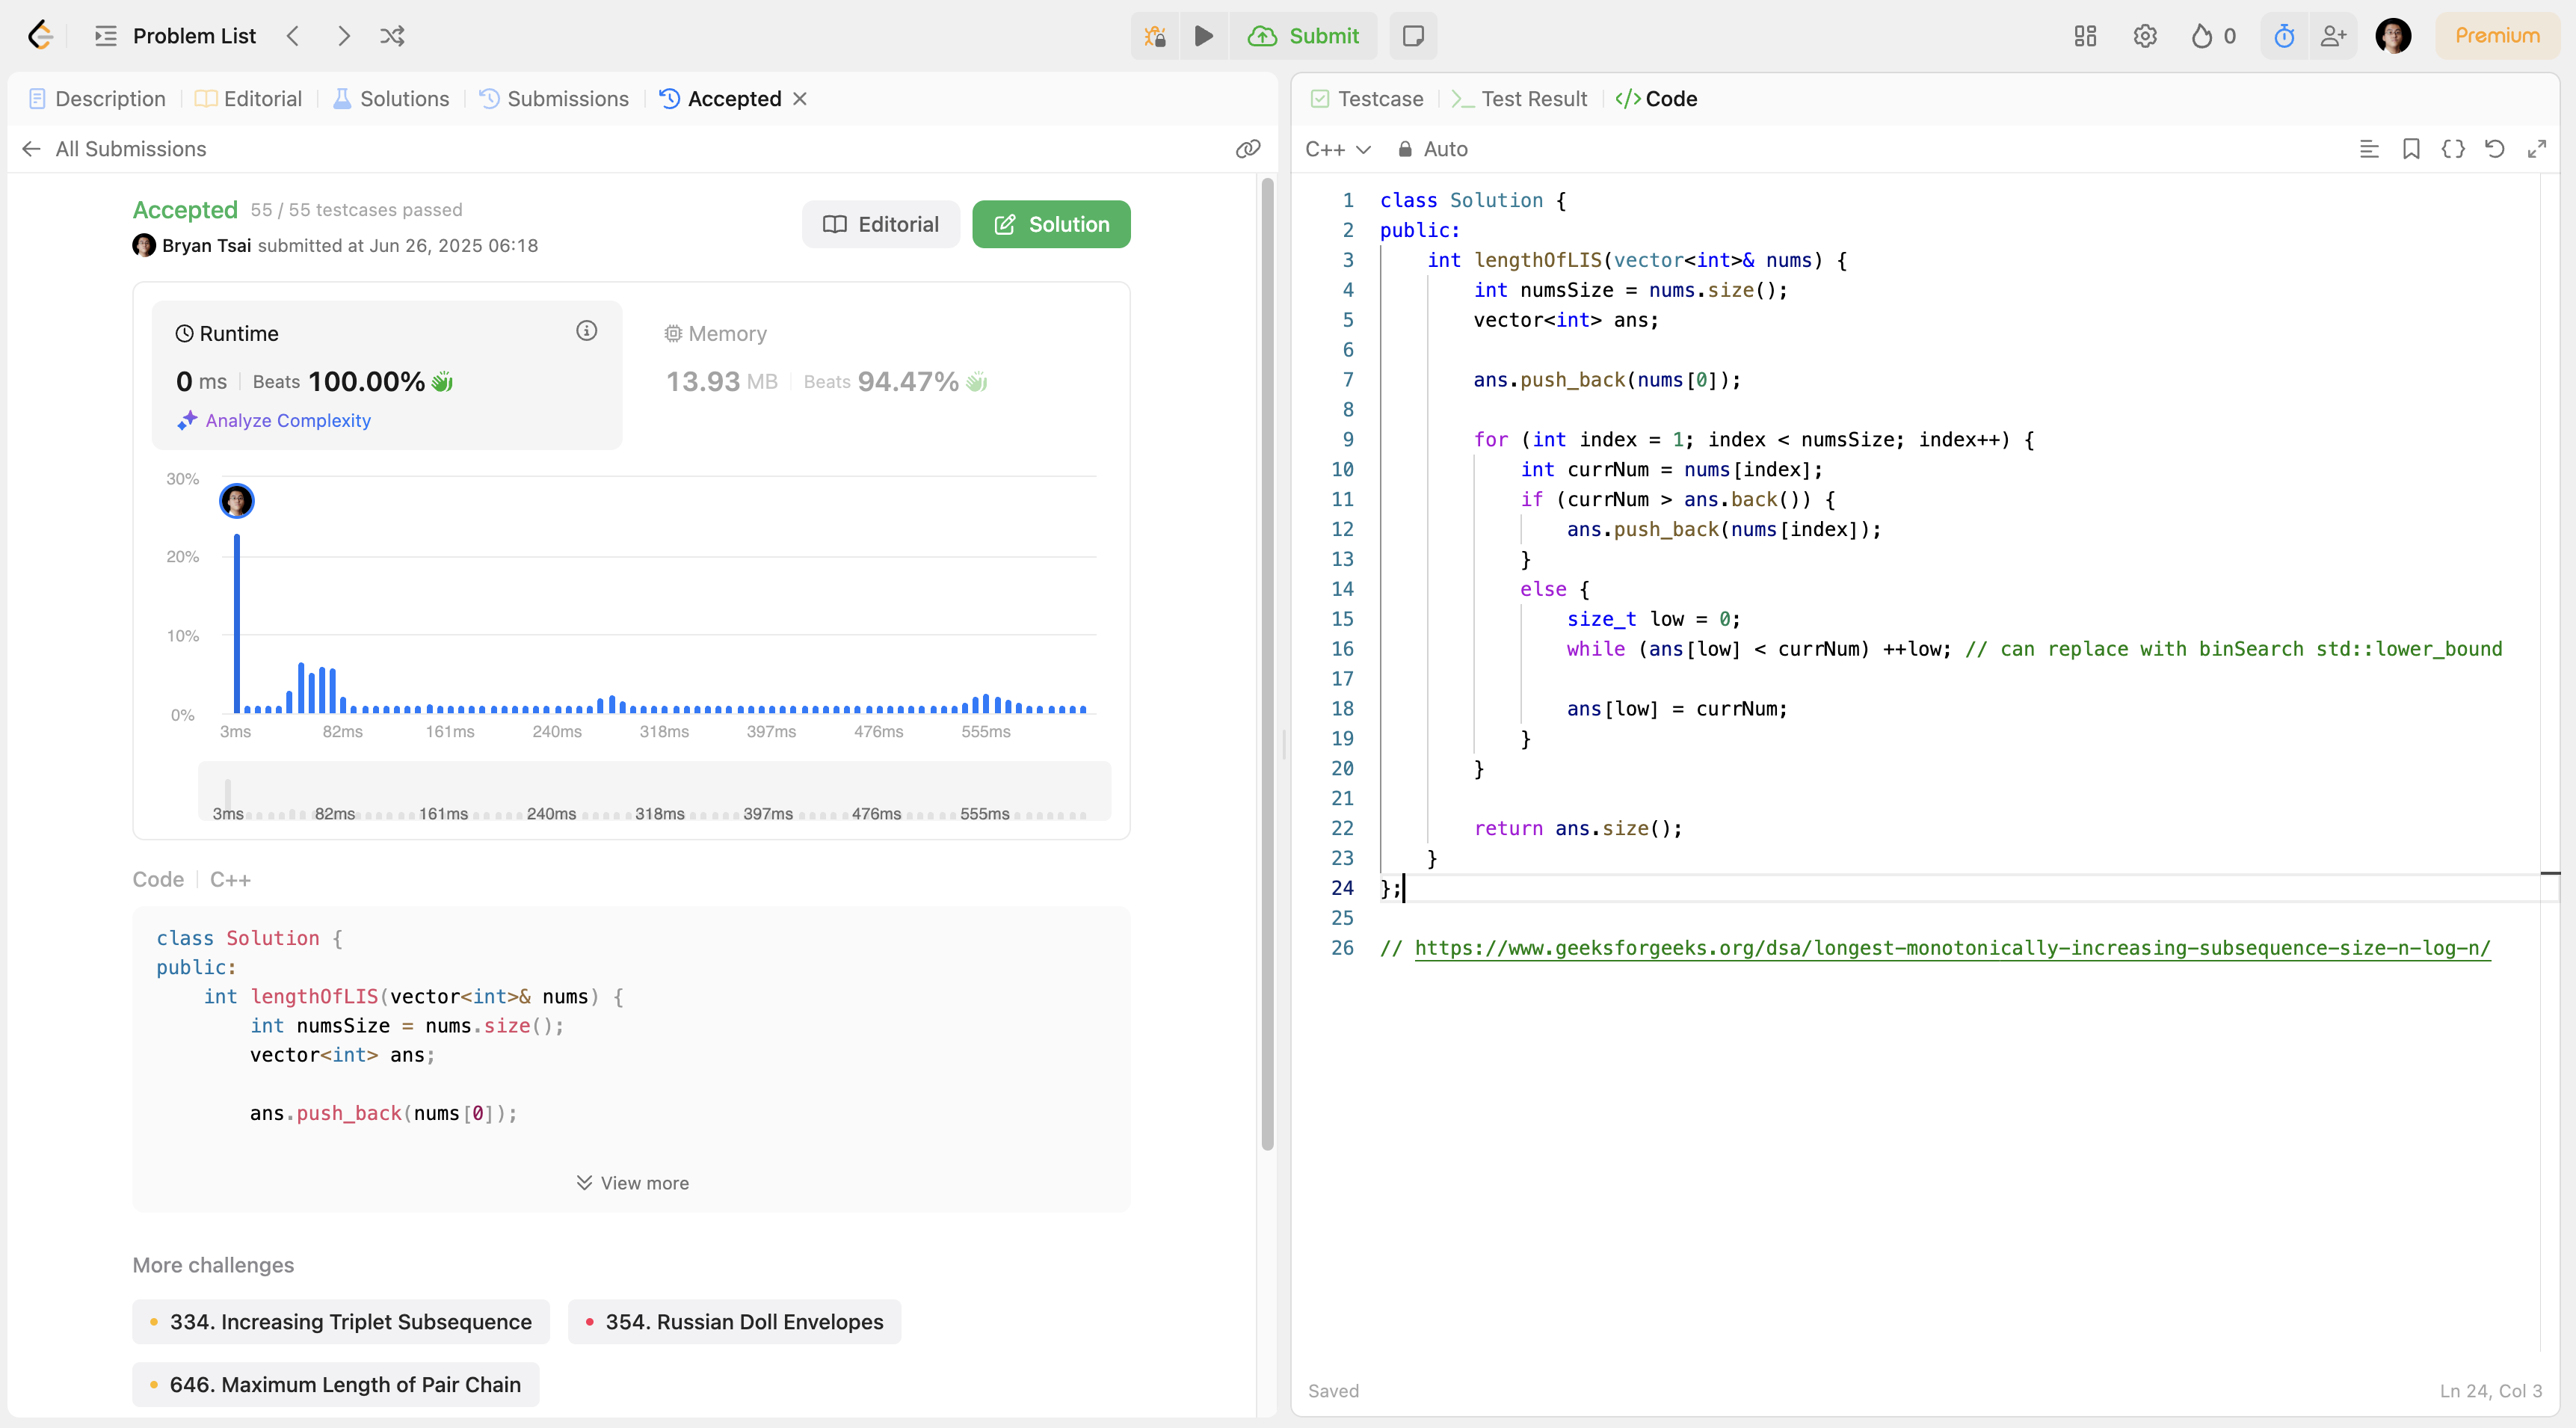 Problem List
Submit
0
Premium
Description
Editorial
Solutions
Submissions
Accepted
All Submissions
Accepted 55 / 55 testcases passed
Bryan Tsai submitted at Jun 26, 2025 06:18
Editorial
Solution
Runtime
0 ms Beats 100.00%
Analyze Complexity
Memory
13.93 MB Beats 94.47%
30%
20%
10%
0%
3ms 82ms 161ms 240ms 318ms 397ms 476ms 555ms
3ms 82ms 161ms 240ms 318ms 397ms 476ms 555ms
Code C++
class Solution {
public:
    int lengthOfLIS(vector<int>& nums) {
        int numsSize = nums.size();
        vector<int> ans;
        ans.push_back(nums[0]);
View more
More challenges
334. Increasing Triplet Subsequence
354. Russian Doll Envelopes
646. Maximum Length of Pair Chain
Testcase
Test Result
</> Code
C++
Auto
1 class Solution {
2 public:
3     int lengthOfLIS(vector<int>& nums) {
4         int numsSize = nums.size();
5         vector<int> ans;
6
7         ans.push_back(nums[0]);
8
9         for (int index = 1; index < numsSize; index++) {
10             int currNum = nums[index];
11             if (currNum > ans.back()) {
12                 ans.push_back(nums[index]);
13             }
14             else {
15                 size_t low = 0;
16                 while (ans[low] < currNum) ++low; // can replace with binSearch std::lower_bound
17
18                 ans[low] = currNum;
19             }
20         }
21
22         return ans.size();
23     }
24 };
25
26 // https://www.geeksforgeeks.org/dsa/longest-monotonically-increasing-subsequence-size-n-log-n/
Saved
Ln 24, Col 3